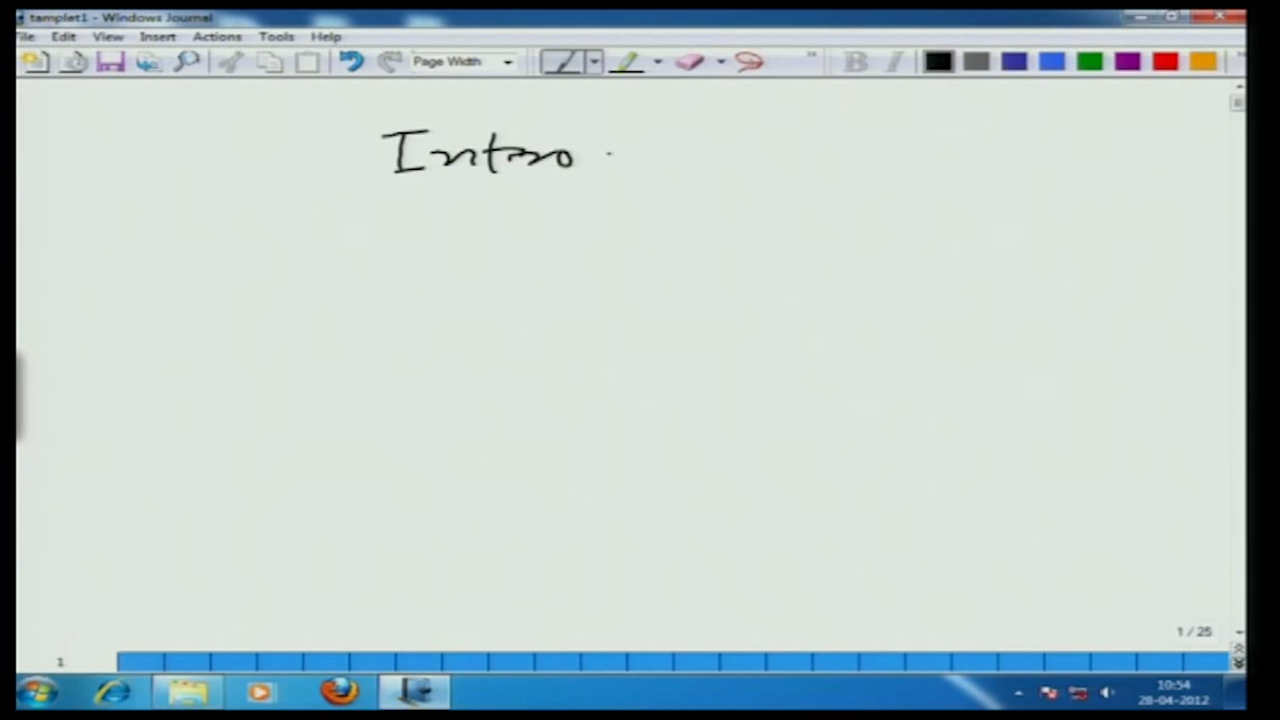 tamplet1 - Windows Journal
File Edit View Insert Actions Tools Help
Page Width B I
Intro
1 / 25
1
10:54
28-04-2012